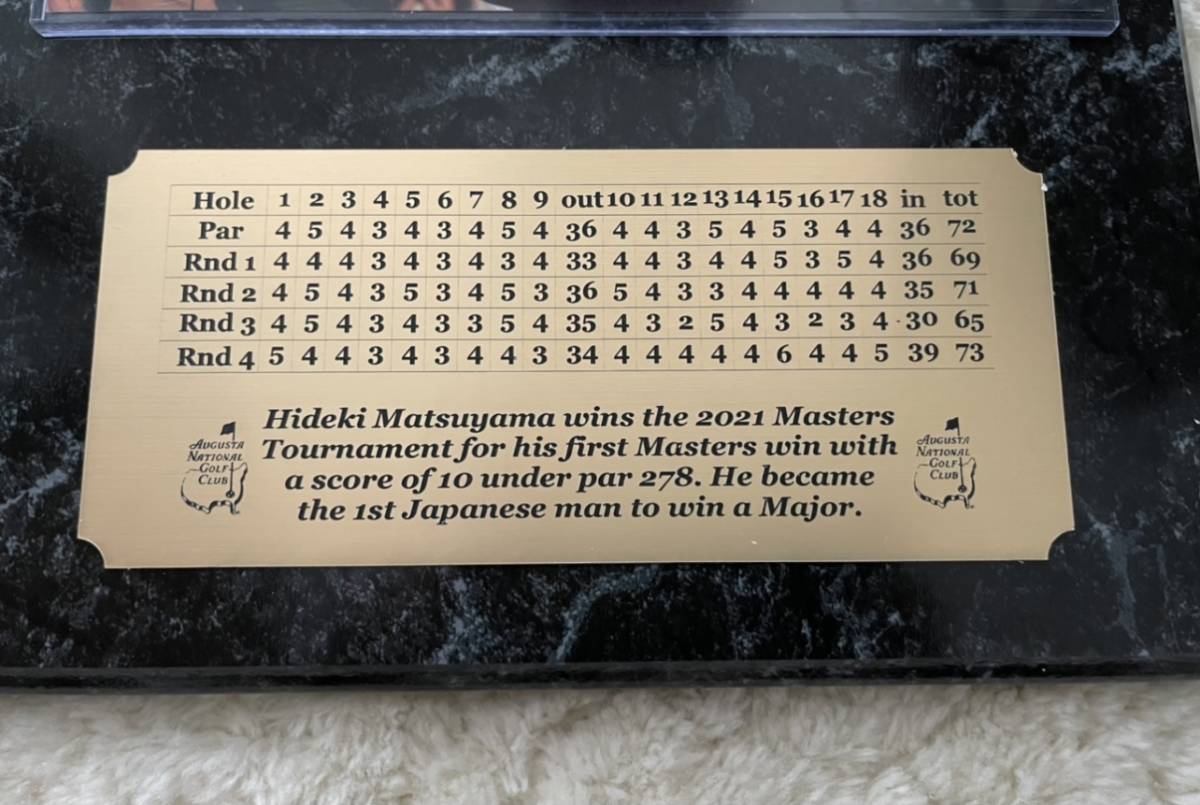 Hole 1 2 3 4 5 6 7 8 9 out 10 11 12 13 14 15 16 17 18 in tot
Par 4 5 4 3 4 3 4 5 4 36 4 4 3 5 4 5 3 4 4 36 72
Rnd 1 4 4 4 3 4 3 4 3 4 33 4 4 3 4 4 5 3 5 4 36 69
Rnd 2 4 5 4 3 5 3 4 5 3 36 5 4 3 3 4 4 4 4 4 35 71
Rnd 3 4 5 4 3 4 3 3 5 4 35 4 3 2 5 4 3 2 3 4 30 65
Rnd 4 5 4 4 3 4 3 4 4 3 34 4 4 4 4 4 6 4 4 5 39 73
Hideki Matsuyama wins the 2021 Masters
Tournament for his first Masters win with
a score of 10 under par 278. He became
the 1st Japanese man to win a Major.
AUGUSTA
NATIONAL
GOLF
CLUB
AUGUSTA
NATIONAL
GOLF
CLUB